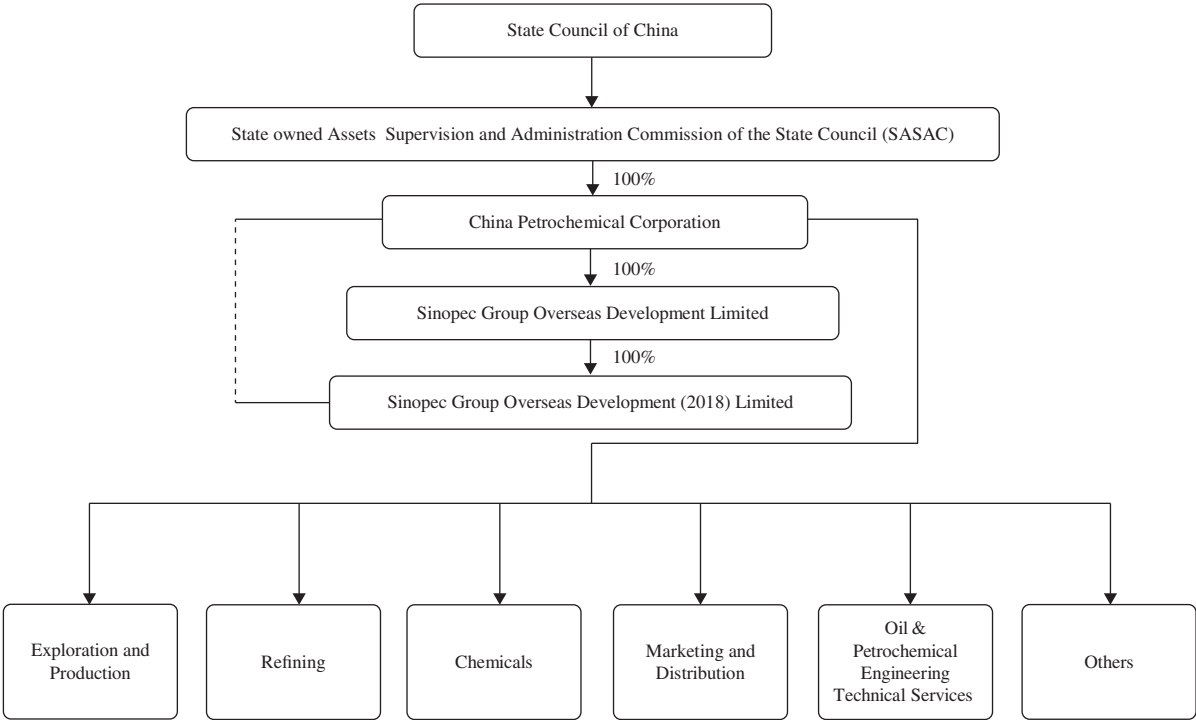 State Council of China
State owned Assets  Supervision and Administration Commission of the State Council (SASAC)
100%
China Petrochemical Corporation
100%
Sinopec Group Overseas Development Limited
100%
Sinopec Group Overseas Development (2018) Limited
Exploration and
Production
Refining
Chemicals
Marketing and
Distribution
Oil &
Petrochemical
Engineering
Technical Services
Others